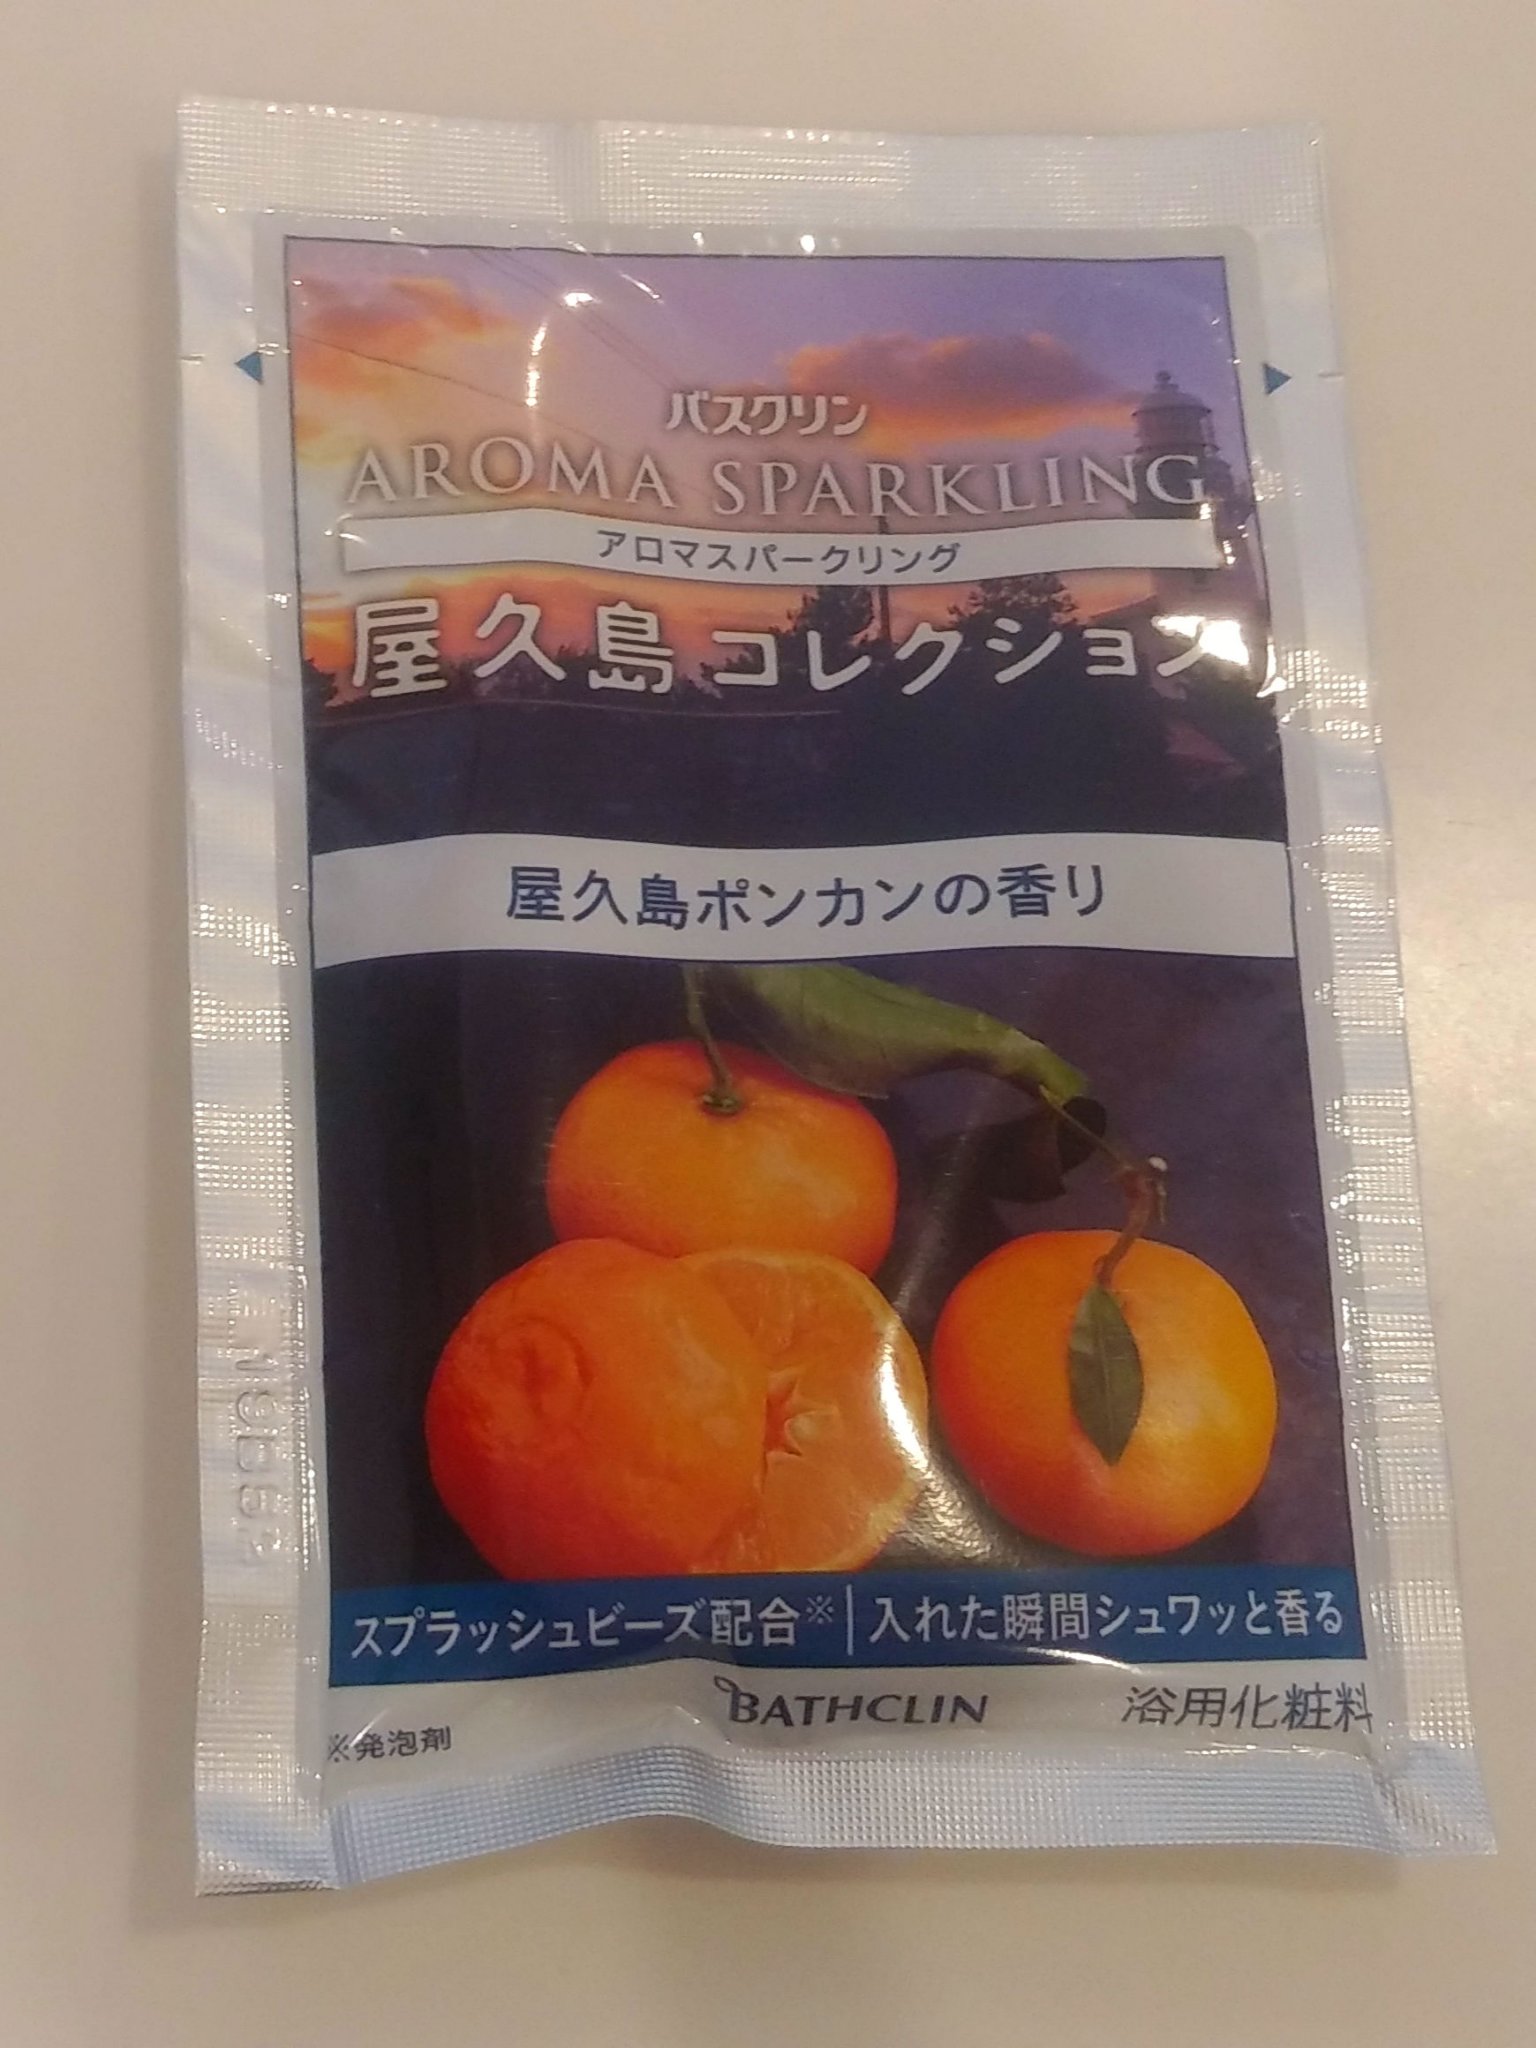 バスクリン
AROMA SPARKLING
アロマスパークリング
屋久島コレクション
屋久島ポンカンの香り
スプラッシュビーズ配合※ | 入れた瞬間シュワッと香る
BATHCLIN
浴用化粧料
※発泡剤